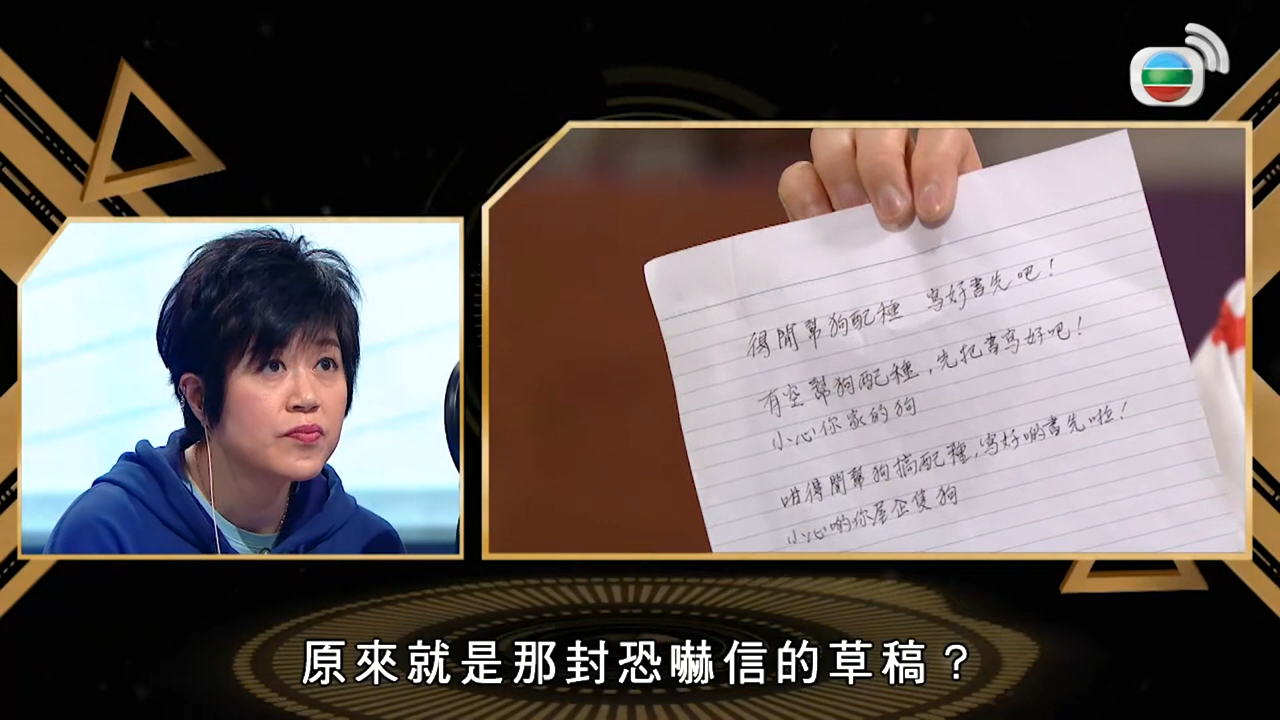 得閒幫狗配種 寫好書先吧！
有空幫狗配種，先把書寫好吧！
小心你家的狗
咁得閒幫狗搞配種，寫好啲書先啦！
小心啲你屋企隻狗
原來就是那封恐嚇信的草稿？